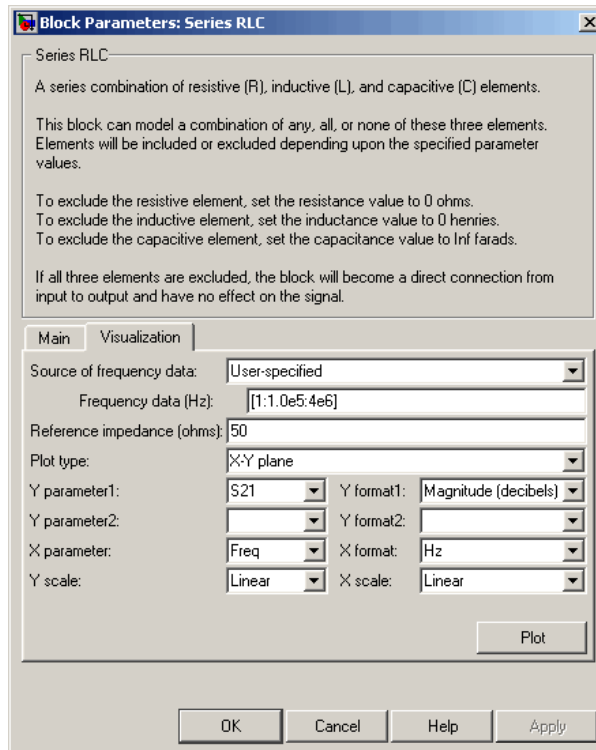 Block Parameters: Series RLC
Series RLC
A series combination of resistive (R), inductive (L), and capacitive (C) elements.
This block can model a combination of any, all, or none of these three elements.
Elements will be included or excluded depending upon the specified parameter
values.
To exclude the resistive element, set the resistance value to 0 ohms.
To exclude the inductive element, set the inductance value to 0 henries.
To exclude the capacitive element, set the capacitance value to Inf farads.
If all three elements are excluded, the block will become a direct connection from
input to output and have no effect on the signal.
Main Visualization
Source of frequency data: User-specified
Frequency data (Hz): [1:1.0e5:4e6]
Reference impedance (ohms): 50
Plot type: X-Y plane
Y parameter1: S21 Y format1: Magnitude (decibels)
Y parameter2: Y format2:
X parameter: Freq X format: Hz
Y scale: Linear X scale: Linear
Plot
OK Cancel Help Apply